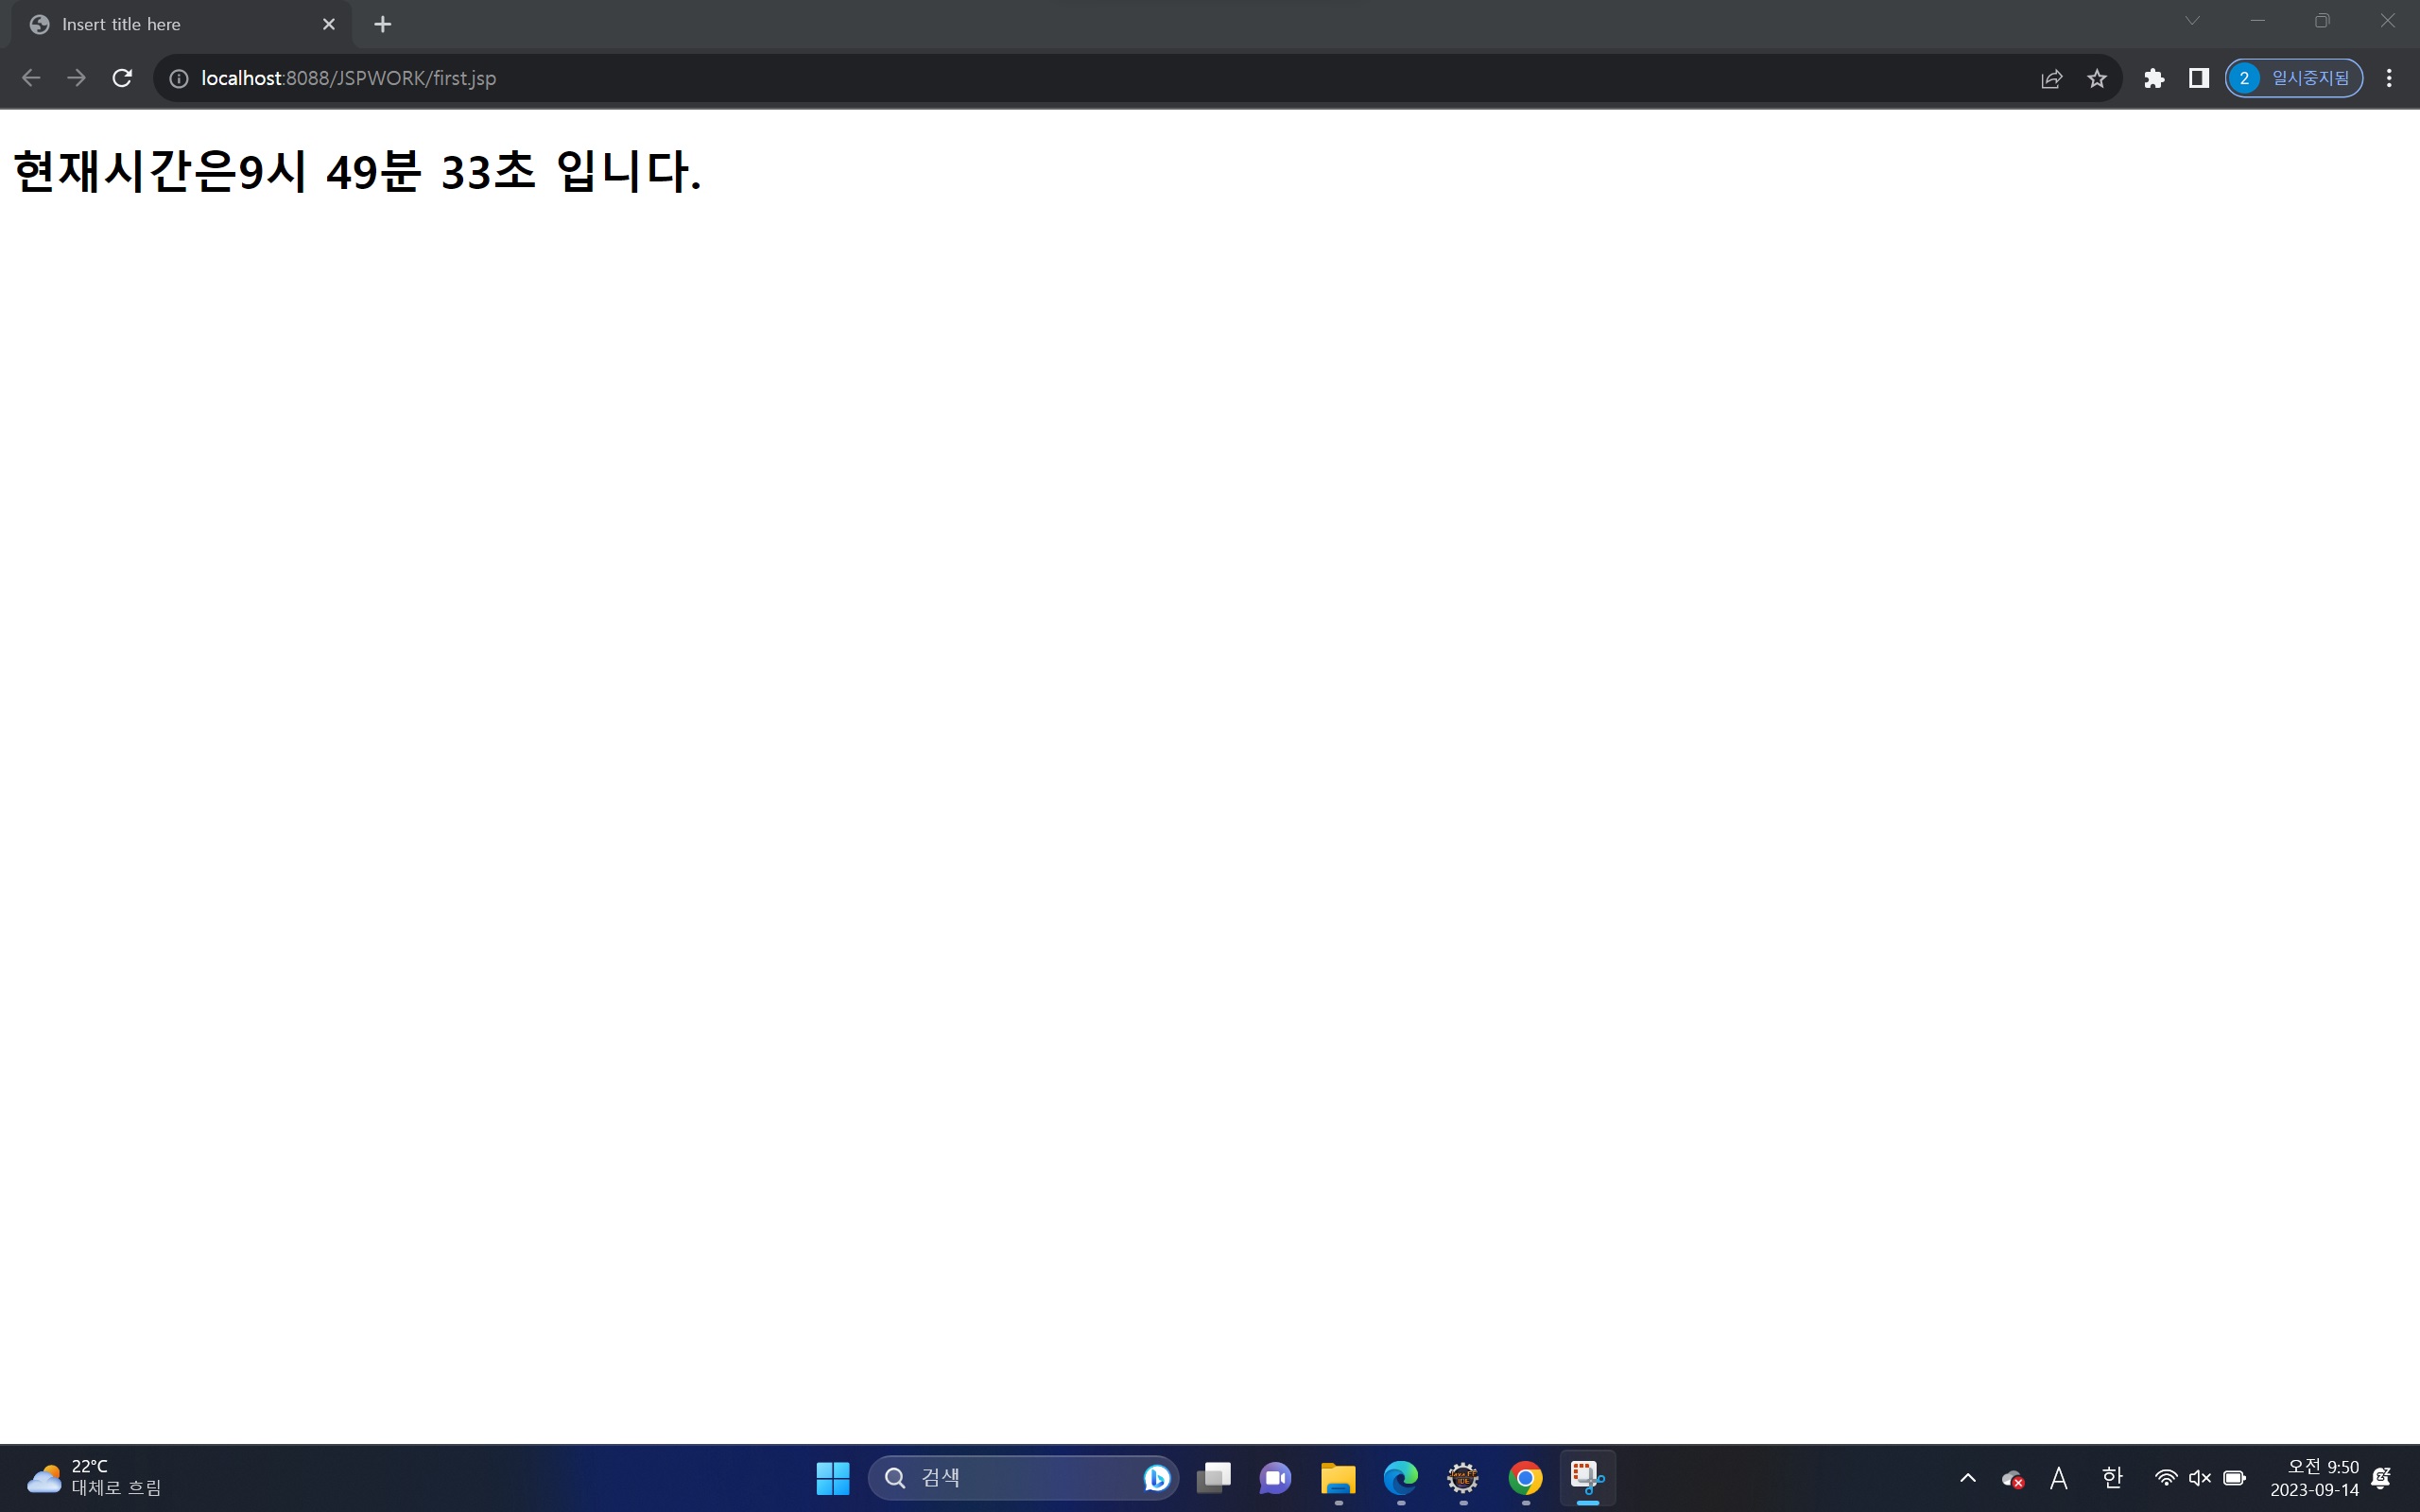 Insert title here
localhost:8088/JSPWORK/first.jsp
2 일시중지됨
현재시간은9시 49분 33초 입니다.
22°C
대체로 흐림
검색
A 한
오전 9:50
2023-09-14